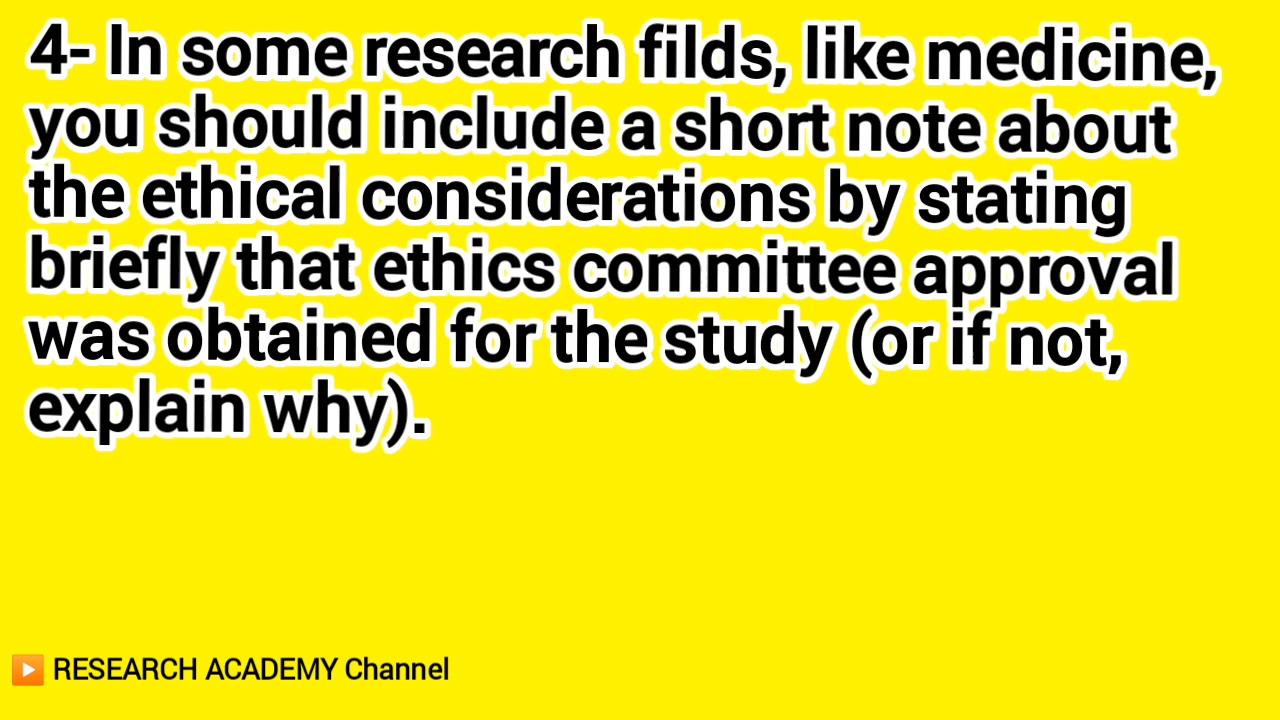 4- In some research filds, like medicine,
you should include a short note about
the ethical considerations by stating
briefly that ethics committee approval
was obtained for the study (or if not,
explain why).
RESEARCH ACADEMY Channel